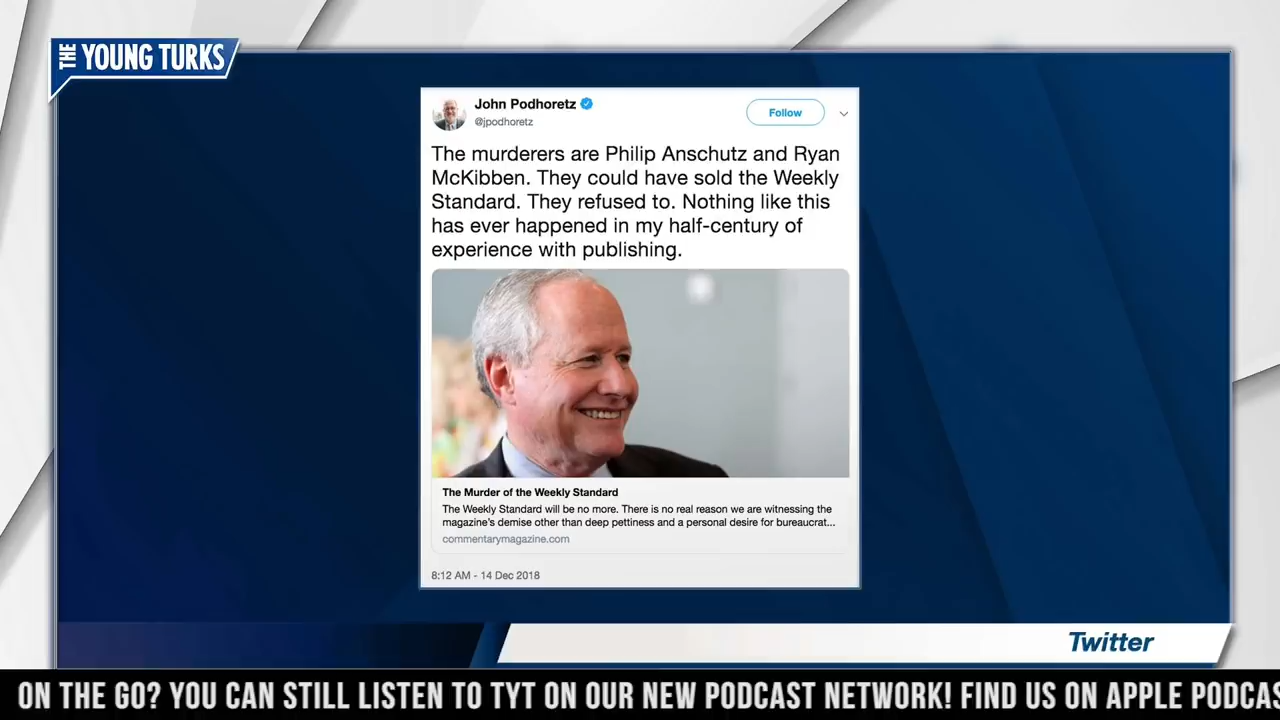 THE YOUNG TURKS
John Podhoretz
@jpodhoretz
Follow
The murderers are Philip Anschutz and Ryan
McKibben. They could have sold the Weekly
Standard. They refused to. Nothing like this
has ever happened in my half-century of
experience with publishing.
The Murder of the Weekly Standard
The Weekly Standard will be no more. There is no real reason we are witnessing the
magazine's demise other than deep pettiness and a personal desire for bureaucrat...
commentarymagazine.com
8:12 AM - 14 Dec 2018
Twitter
ON THE GO? YOU CAN STILL LISTEN TO TYT ON OUR NEW PODCAST NETWORK! FIND US ON APPLE PODCAS